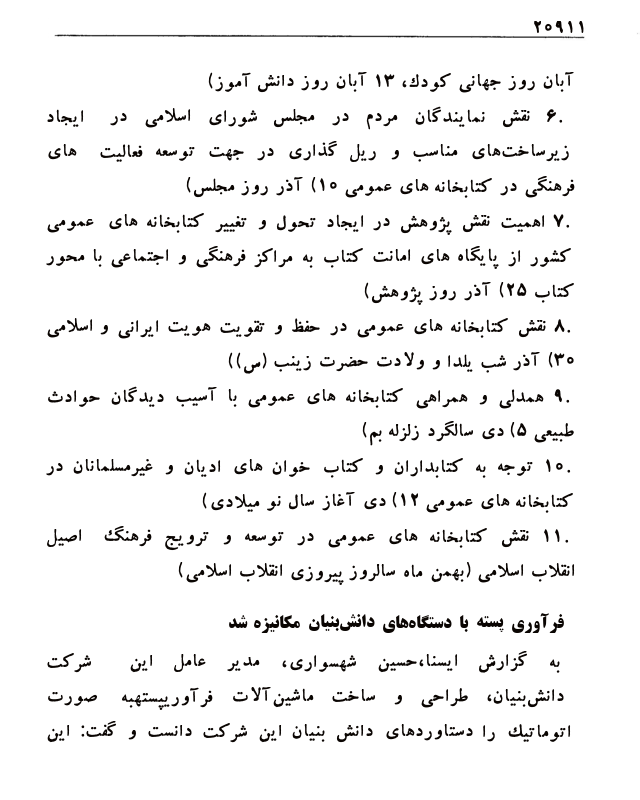 ۲۰۹۱۱
آبان روز جهانی کودك، ۱۳ آبان روز دانش آموز)
.۶ نقش نمایندگان مردم در مجلس شورای اسلامی در ایجاد
زیرساخت‌های مناسب و ریل گذاری در جهت توسعه فعالیت های
فرهنگی در کتابخانه های عمومی ۱۰) آذر روز مجلس)
.۷ اهمیت نقش پژوهش در ایجاد تحول و تغییر کتابخانه های عمومی
کشور از پایگاه های امانت کتاب به مراکز فرهنگی و اجتماعی با محور
کتاب ۲۵) آذر روز پژوهش)
.۸ نقش کتابخانه های عمومی در حفظ و تقویت هویت ایرانی و اسلامی
۳۰) آذر شب یلدا و ولادت حضرت زینب (س))
.۹ همدلی و همراهی کتابخانه های عمومی با آسیب دیدگان حوادث
طبیعی ۵) دی سالگرد زلزله بم)
.۱۰ توجه به کتابداران و کتاب خوان های ادیان و غیرمسلمانان در
کتابخانه های عمومی ۱۲) دی آغاز سال نو میلادی)
.۱۱ نقش کتابخانه های عمومی در توسعه و ترویج فرهنگ اصیل
انقلاب اسلامی (بهمن ماه سالروز پیروزی انقلاب اسلامی)
فرآوری پسته با دستگاه‌های دانش‌بنیان مکانیزه شد
به گزارش ایسنا،حسین شهسواری، مدیر عامل این شرکت
دانش‌بنیان، طراحی و ساخت ماشین‌آلات فرآوریپستهبه صورت
اتوماتیك را دستاوردهای دانش بنیان این شرکت دانست و گفت: این